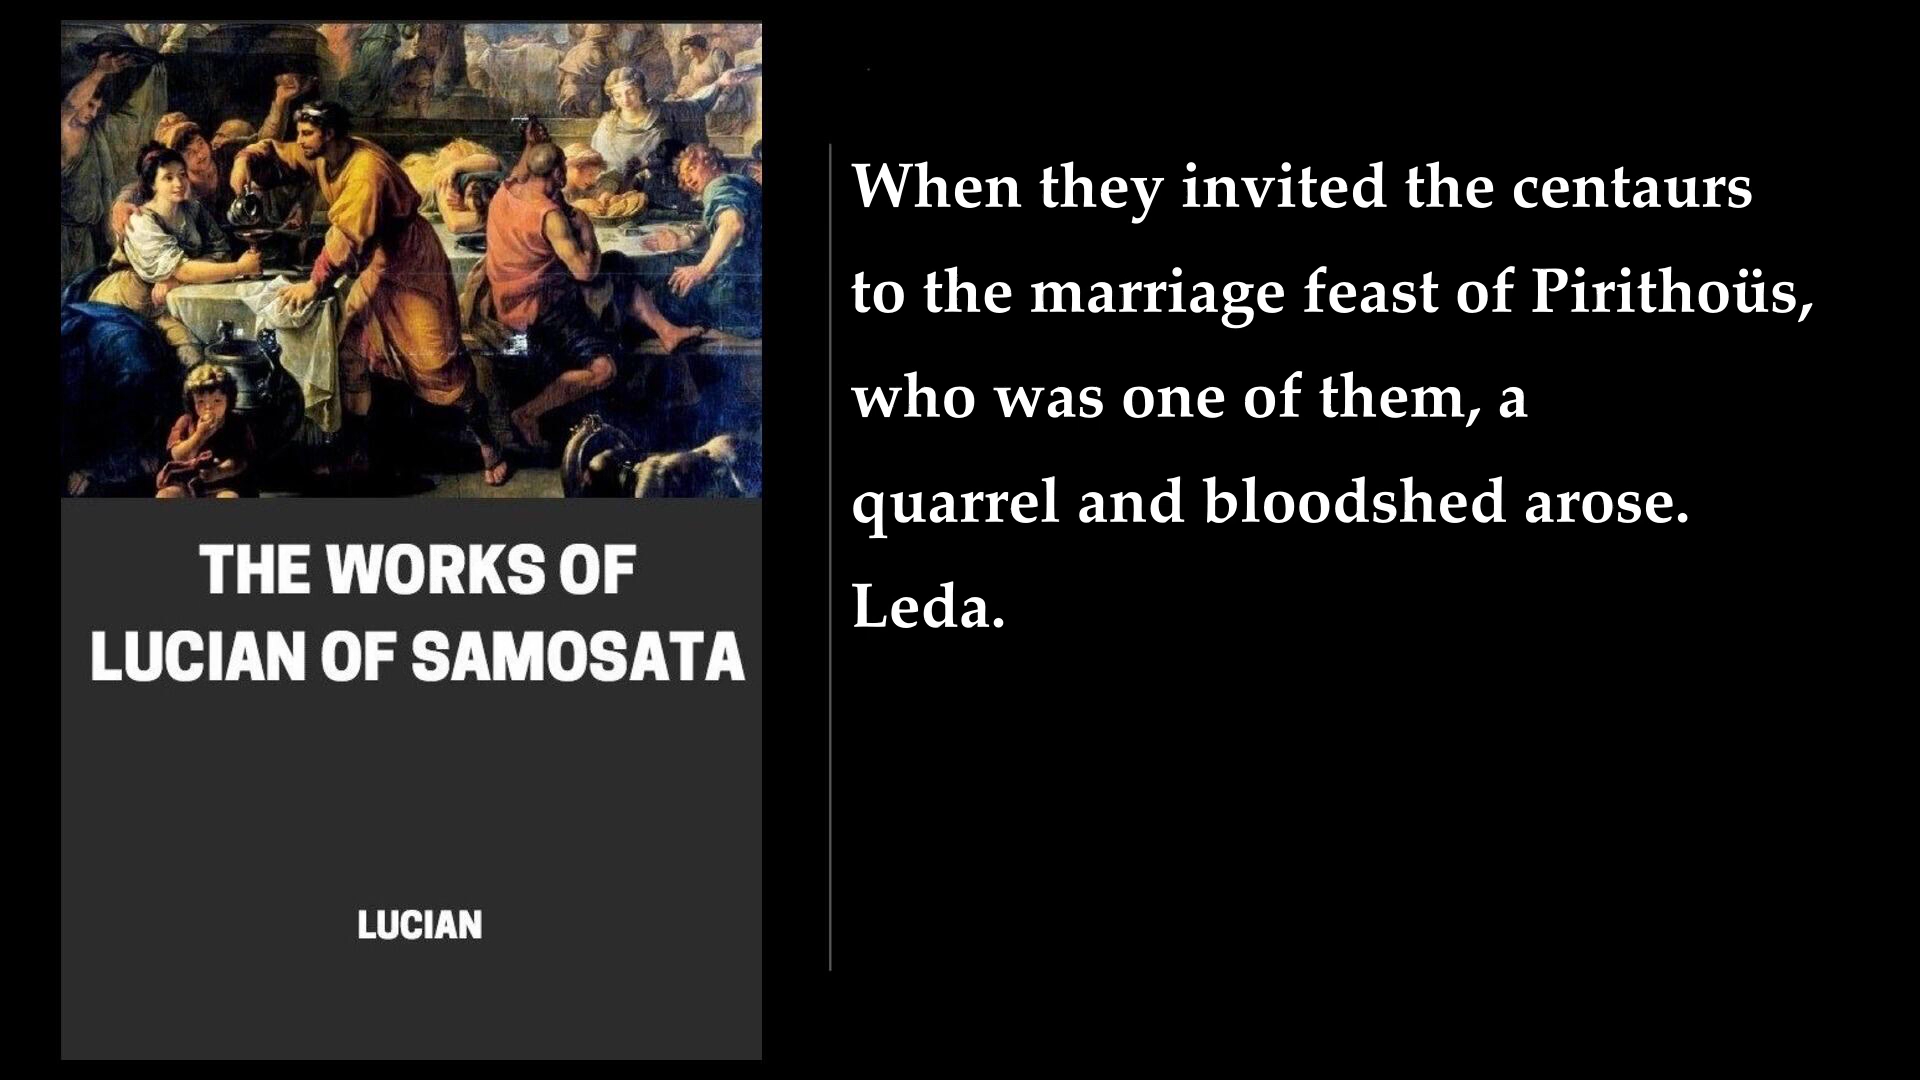 THE WORKS OF
LUCIAN OF SAMOSATA
LUCIAN
When they invited the centaurs
to the marriage feast of Pirithoüs,
who was one of them, a
quarrel and bloodshed arose.
Leda.